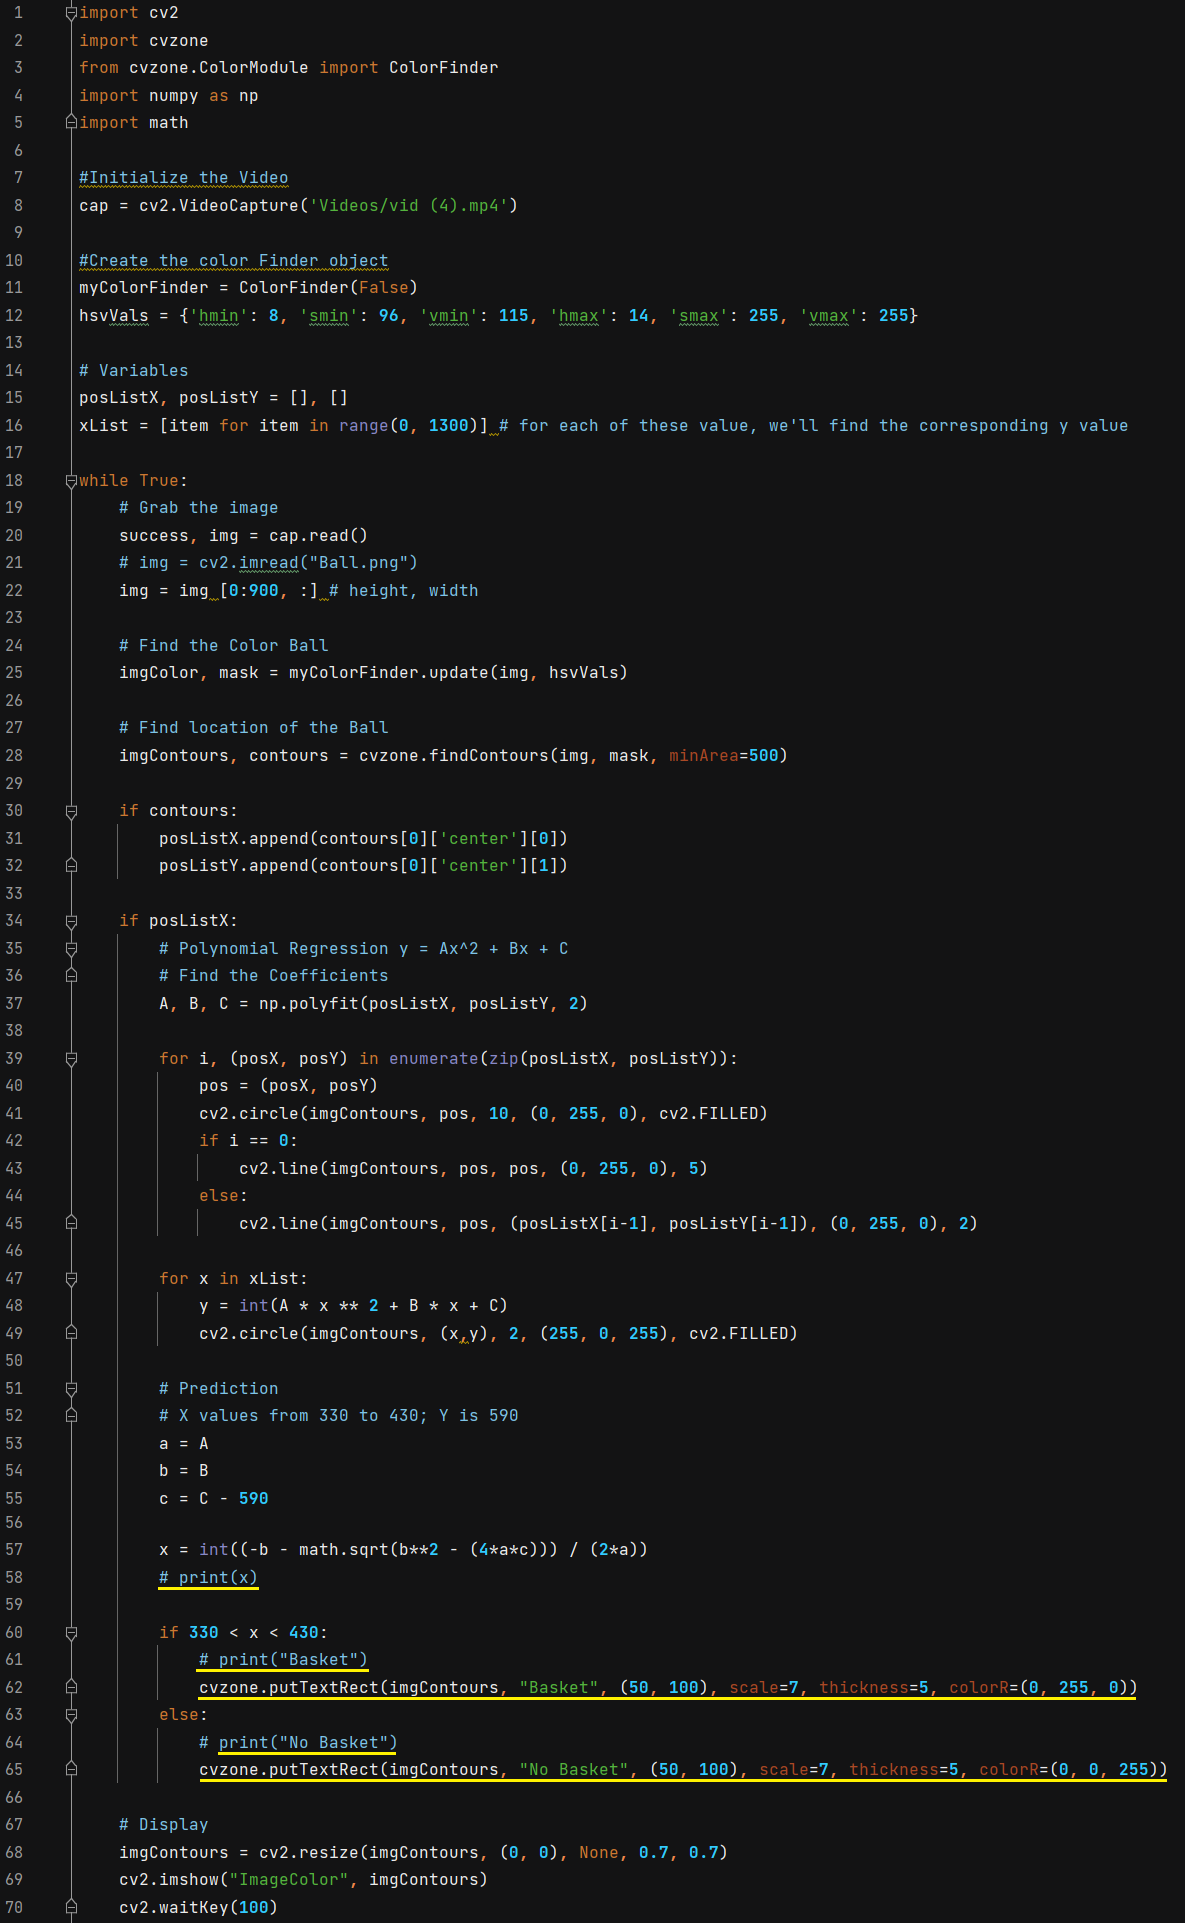 1 import cv2
2 import cvzone
3 from cvzone.ColorModule import ColorFinder
4 import numpy as np
5 import math
6
7 #Initialize the Video
8 cap = cv2.VideoCapture('Videos/vid (4).mp4')
9
10 #Create the color Finder object
11 myColorFinder = ColorFinder(False)
12 hsvVals = {'hmin': 8, 'smin': 96, 'vmin': 115, 'hmax': 14, 'smax': 255, 'vmax': 255}
13
14 # Variables
15 posListX, posListY = [], []
16 xList = [item for item in range(0, 1300)] # for each of these value, we'll find the corresponding y value
17
18 while True:
19     # Grab the image
20     success, img = cap.read()
21     # img = cv2.imread("Ball.png")
22     img = img [0:900, :] # height, width
23
24     # Find the Color Ball
25     imgColor, mask = myColorFinder.update(img, hsvVals)
26
27     # Find location of the Ball
28     imgContours, contours = cvzone.findContours(img, mask, minArea=500)
29
30     if contours:
31         posListX.append(contours[0]['center'][0])
32         posListY.append(contours[0]['center'][1])
33
34     if posListX:
35         # Polynomial Regression y = Ax^2 + Bx + C
36         # Find the Coefficients
37         A, B, C = np.polyfit(posListX, posListY, 2)
38
39         for i, (posX, posY) in enumerate(zip(posListX, posListY)):
40             pos = (posX, posY)
41             cv2.circle(imgContours, pos, 10, (0, 255, 0), cv2.FILLED)
42             if i == 0:
43                 cv2.line(imgContours, pos, pos, (0, 255, 0), 5)
44             else:
45                 cv2.line(imgContours, pos, (posListX[i-1], posListY[i-1]), (0, 255, 0), 2)
46
47         for x in xList:
48             y = int(A * x ** 2 + B * x + C)
49             cv2.circle(imgContours, (x,y), 2, (255, 0, 255), cv2.FILLED)
50
51         # Prediction
52         # X values from 330 to 430; Y is 590
53         a = A
54         b = B
55         c = C - 590
56
57         x = int((-b - math.sqrt(b**2 - (4*a*c))) / (2*a))
58         # print(x)
59
60         if 330 < x < 430:
61             # print("Basket")
62             cvzone.putTextRect(imgContours, "Basket", (50, 100), scale=7, thickness=5, colorR=(0, 255, 0))
63         else:
64             # print("No Basket")
65             cvzone.putTextRect(imgContours, "No Basket", (50, 100), scale=7, thickness=5, colorR=(0, 0, 255))
66
67     # Display
68     imgContours = cv2.resize(imgContours, (0, 0), None, 0.7, 0.7)
69     cv2.imshow("ImageColor", imgContours)
70     cv2.waitKey(100)